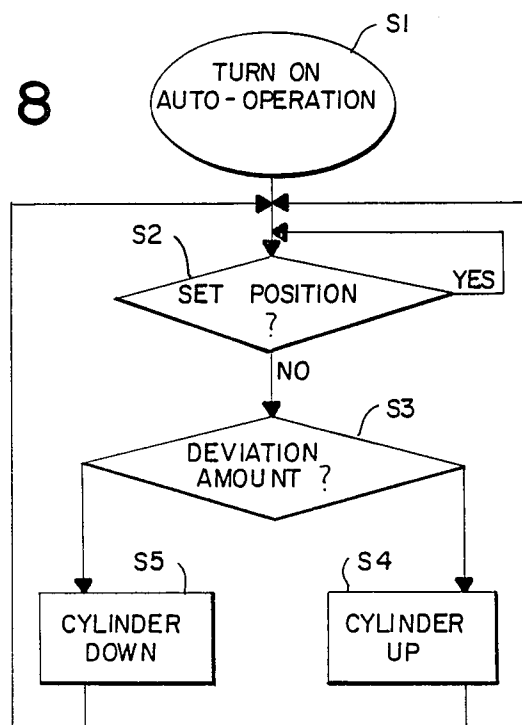 S1
TURN ON
AUTO-OPERATION
8
S2
SET POSITION
?
YES
NO
S3
DEVIATION
AMOUNT ?
S5
CYLINDER
DOWN
S4
CYLINDER
UP